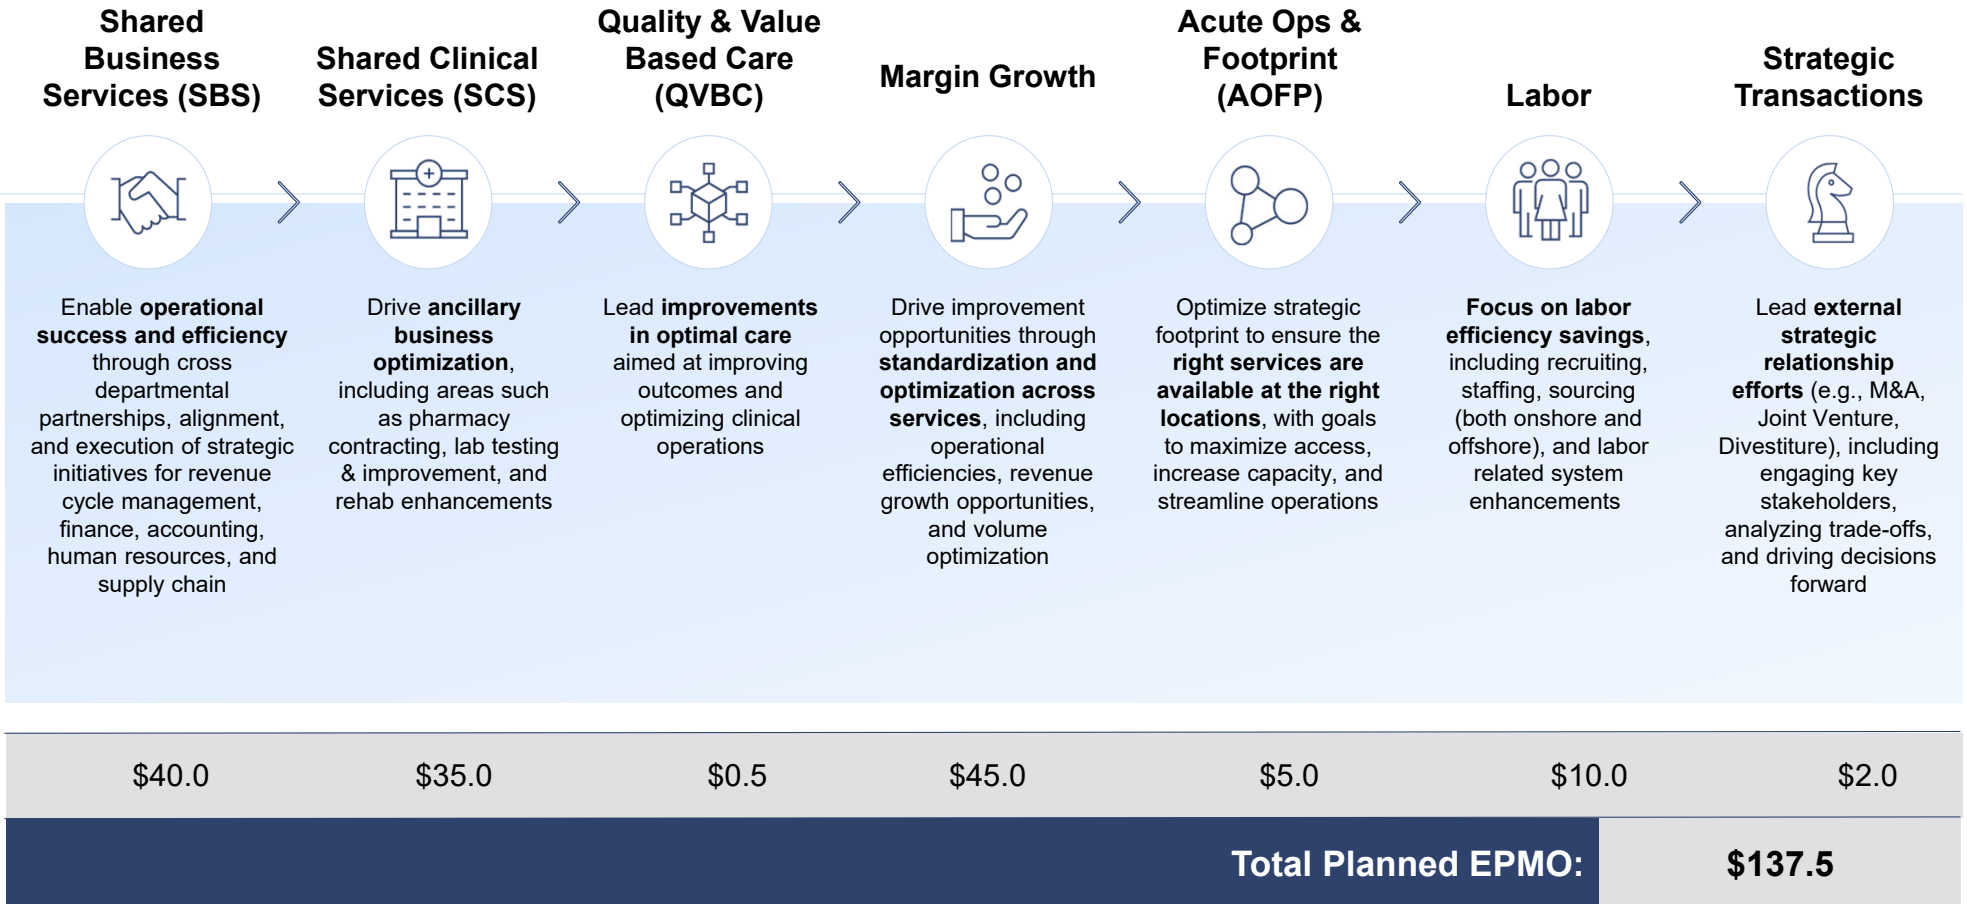 Shared
Business
Services (SBS)
Shared Clinical
Services (SCS)
Quality & Value
Based Care
(QVBC)
Margin Growth
Acute Ops &
Footprint
(AOFP)
Labor
Strategic
Transactions
Enable operational
success and efficiency
through cross
departmental
partnerships, alignment,
and execution of strategic
initiatives for revenue
cycle management,
finance, accounting,
human resources, and
supply chain
Drive ancillary
business
optimization,
including areas such
as pharmacy
contracting, lab testing
& improvement, and
rehab enhancements
Lead improvements
in optimal care
aimed at improving
outcomes and
optimizing clinical
operations
Drive improvement
opportunities through
standardization and
optimization across
services, including
operational
efficiencies, revenue
growth opportunities,
and volume
optimization
Optimize strategic
footprint to ensure the
right services are
available at the right
locations, with goals
to maximize access,
increase capacity, and
streamline operations
Focus on labor
efficiency savings,
including recruiting,
staffing, sourcing
(both onshore and
offshore), and labor
related system
enhancements
Lead external
strategic
relationship
efforts (e.g., M&A,
Joint Venture,
Divestiture), including
engaging key
stakeholders,
analyzing trade-offs,
and driving decisions
forward
$40.0
$35.0
$0.5
$45.0
$5.0
$10.0
$2.0
Total Planned EPMO:
$137.5